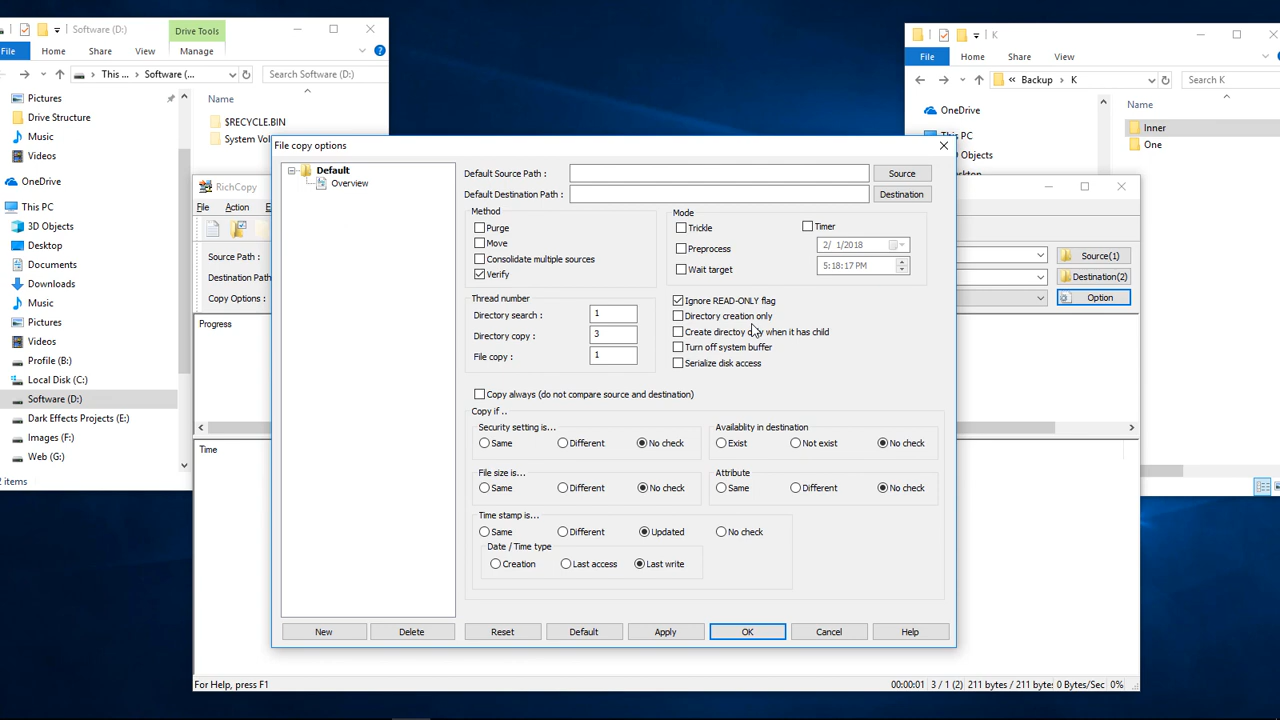 Software (D:)
Drive Tools
File
Home
Share
View
Manage
This ...
Software (...
Search Software (D:)
Pictures
Drive Structure
Music
Videos
OneDrive
This PC
3D Objects
Desktop
Documents
Downloads
Music
Pictures
Videos
Profile (B:)
Local Disk (C:)
Software (D:)
Dark Effects Projects (E:)
Images (F:)
Web (G:)
Name
$RECYCLE.BIN
System Vol
2 items
K
File
Home
Share
View
« Backup
K
Search K
OneDrive
This PC
Objects
Name
Inner
One
RichCopy
File
Action
Source Path :
Destination Path
Copy Options :
Source(1)
Destination(2)
Option
Progress
Time
For Help, press F1
00:00:01
3 / 1 (2)
211 bytes / 211 bytes
0 Bytes/Sec
0%
File copy options
Default
Overview
Default Source Path :
Source
Default Destination Path :
Destination
Method
Purge
Move
Consolidate multiple sources
Verify
Mode
Trickle
Preprocess
Wait target
Timer
2/ 1/2018
5:18:17 PM
Thread number
Directory search :
1
Directory copy :
3
File copy :
1
Ignore READ-ONLY flag
Directory creation only
Create directoy only when it has child
Turn off system buffer
Serialize disk access
Copy always (do not compare source and destination)
Copy if ..
Security setting is...
Same
Different
No check
Availablity in destination
Exist
Not exist
No check
File size is...
Same
Different
No check
Attribute
Same
Different
No check
Time stamp is...
Same
Different
Updated
No check
Date / Time type
Creation
Last access
Last write
New
Delete
Reset
Default
Apply
OK
Cancel
Help